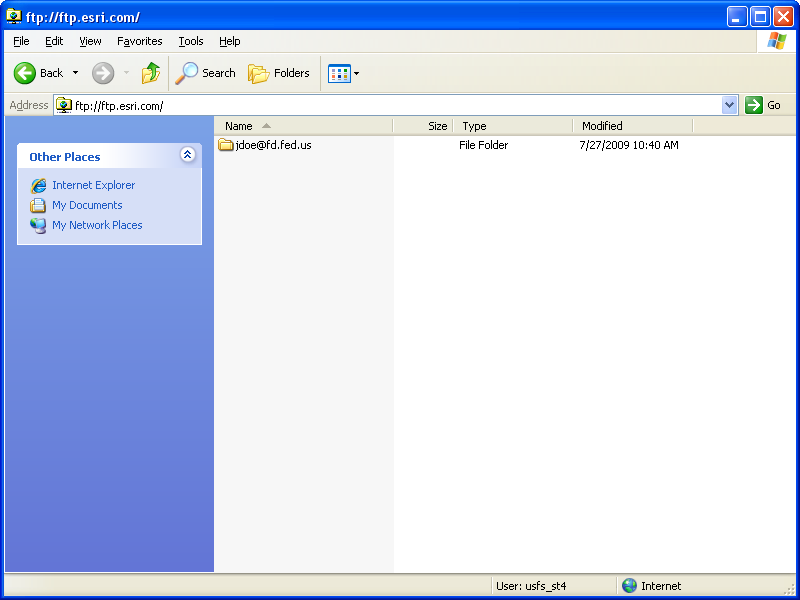 ftp://ftp.esri.com/
File Edit View Favorites Tools Help
Back Search Folders
Address ftp://ftp.esri.com/ Go
Name Size Type Modified
jdoe@fd.fed.us File Folder 7/27/2009 10:40 AM
Other Places
Internet Explorer
My Documents
My Network Places
User: usfs_st4 Internet